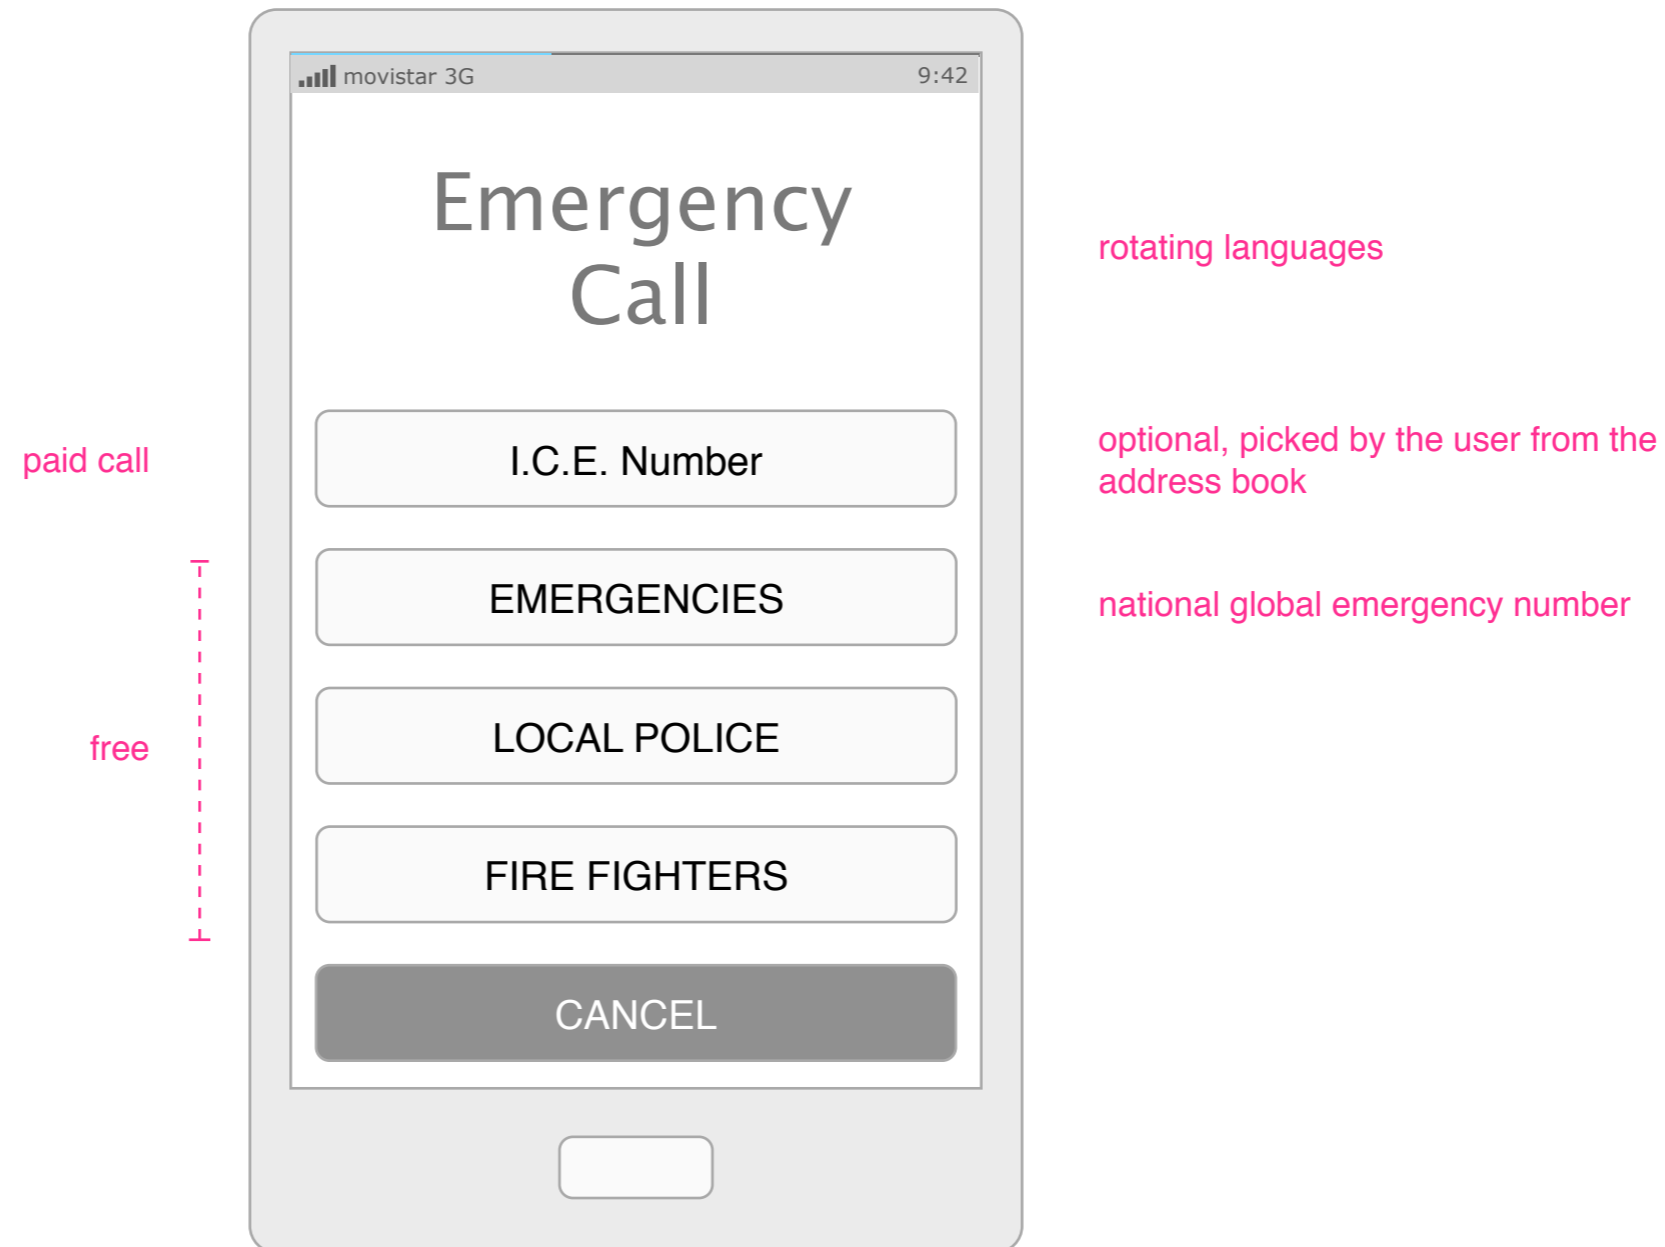 movistar 3G
9:42
Emergency
Call
rotating languages
paid call
I.C.E. Number
optional, picked by the user from the
address book
EMERGENCIES
national global emergency number
free
LOCAL POLICE
FIRE FIGHTERS
CANCEL